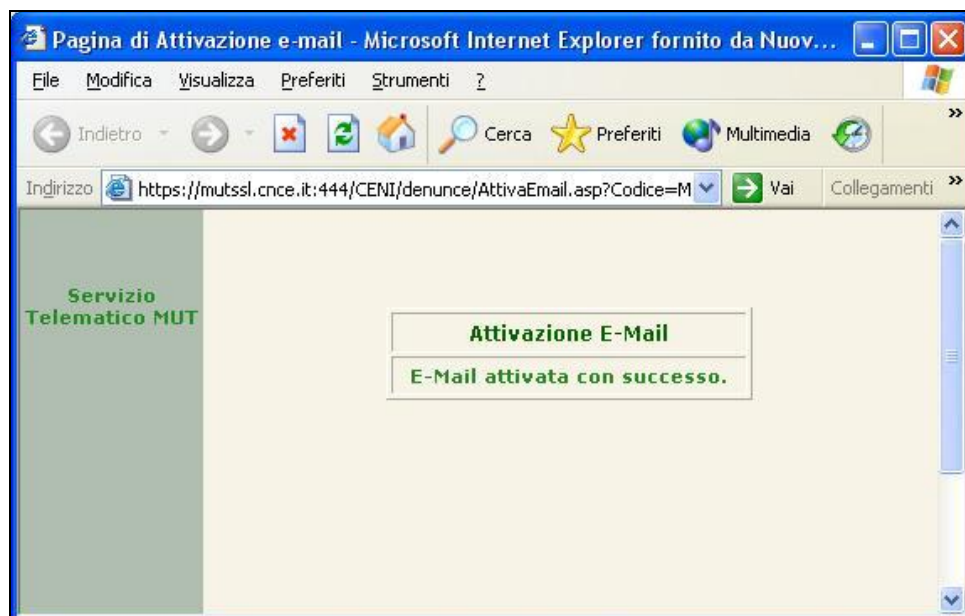 Pagina di Attivazione e-mail - Microsoft Internet Explorer fornito da Nuov...
File Modifica Visualizza Preferiti Strumenti ?
Indietro Cerca Preferiti Multimedia »
Indirizzo https://mutssl.cnce.it:444/CENI/denunce/AttivaEmail.asp?Codice=M Vai Collegamenti »
Servizio
Telematico MUT
Attivazione E-Mail
E-Mail attivata con successo.